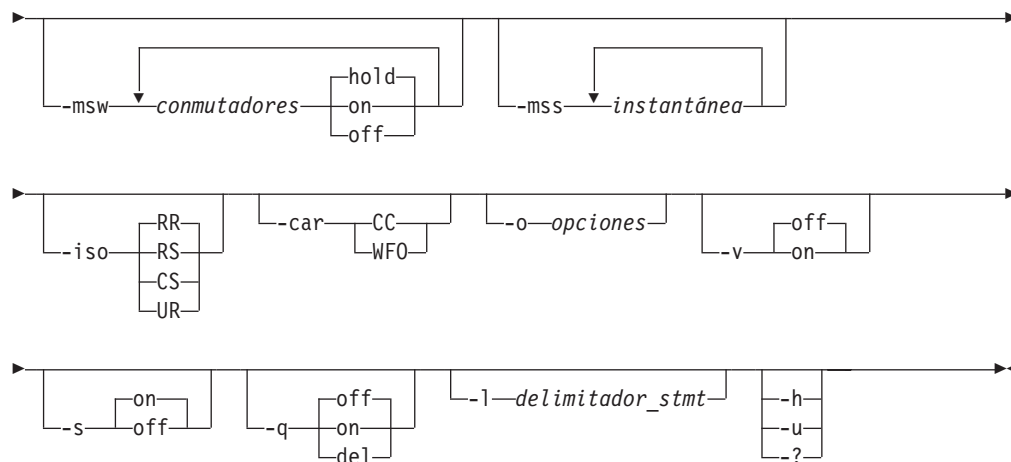 hold
-msw conmutadores on -mss instantánea
off
RR CC off
-iso RS -car WFO -o opciones -v on
CS
UR
on off -l delimitador_stmt -h
-s off -q on -u
del -?